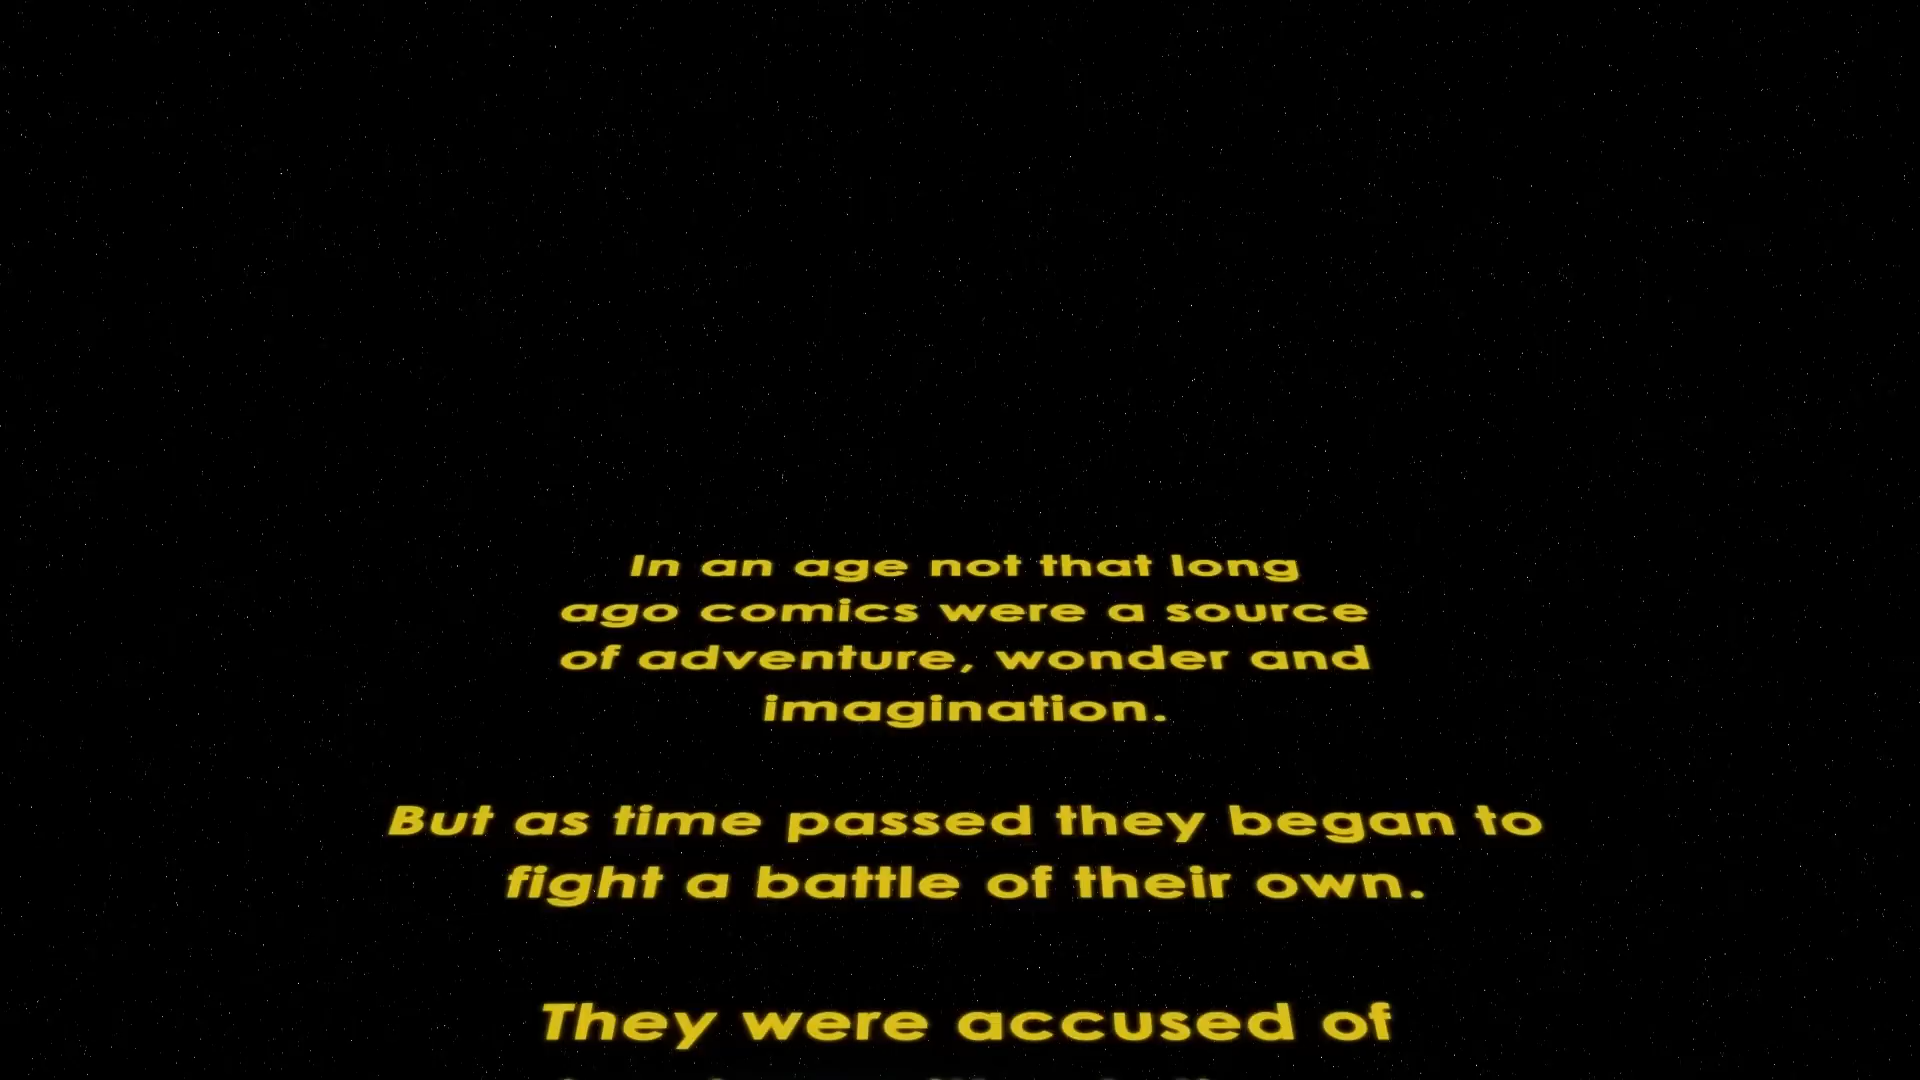 In an age not that long
ago comics were a source
of adventure, wonder and
imagination.
But as time passed they began to
fight a battle of their own.
They were accused of